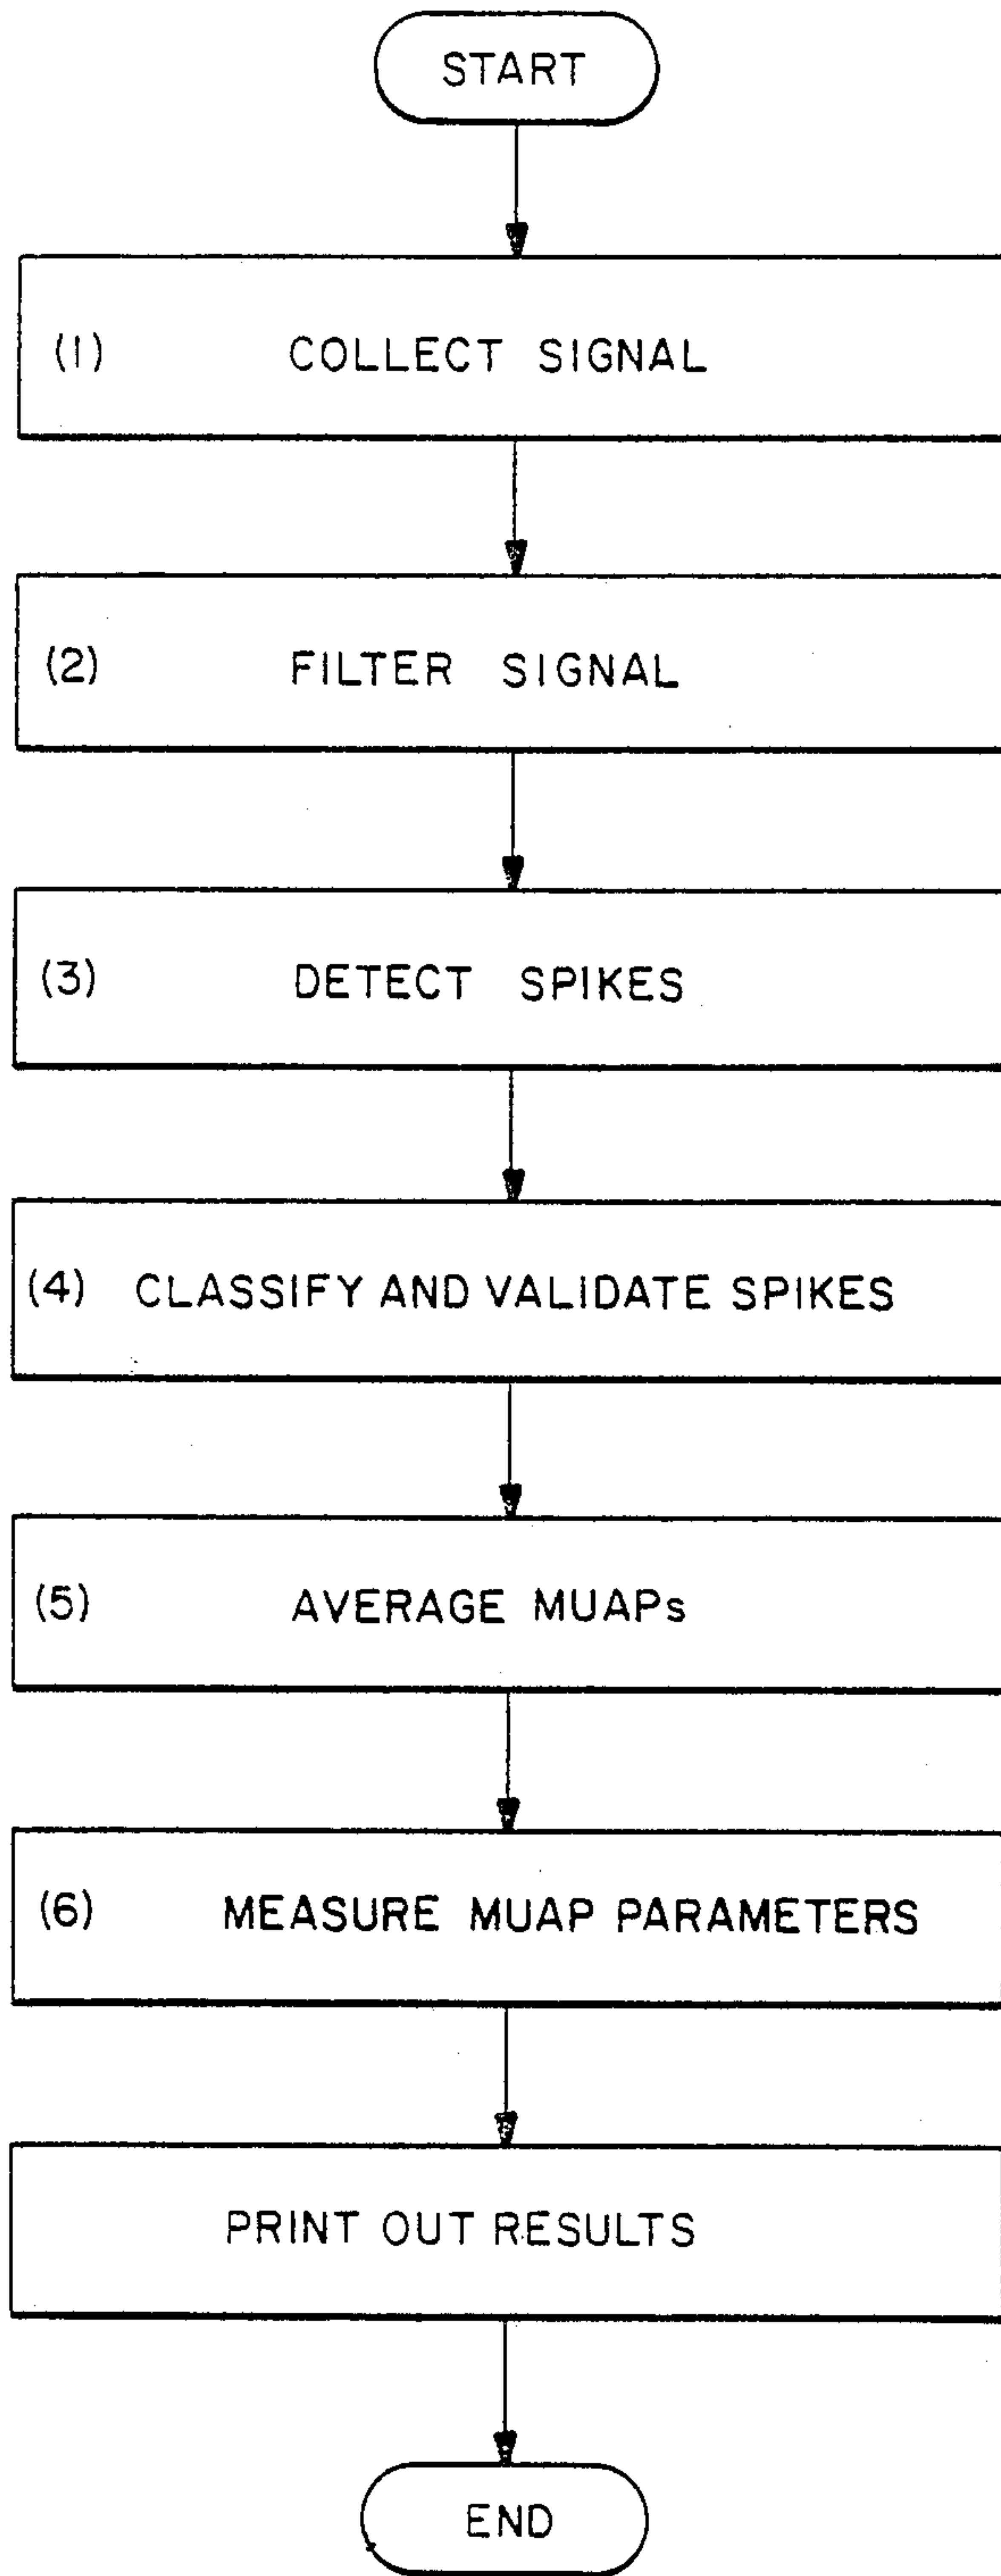 START
(1) COLLECT SIGNAL
(2) FILTER SIGNAL
(3) DETECT SPIKES
(4) CLASSIFY AND VALIDATE SPIKES
(5) AVERAGE MUAPs
(6) MEASURE MUAP PARAMETERS
PRINT OUT RESULTS
END